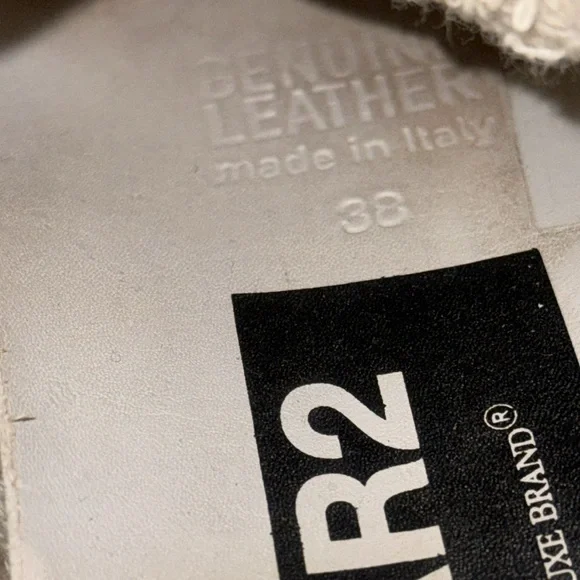 GENUINE
LEATHER
made in Italy
38
R2
BRAND®